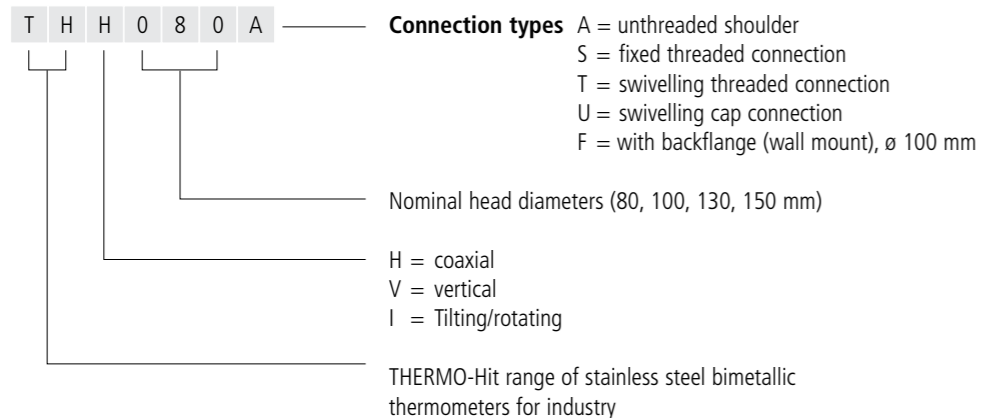 T H H 0 8 0 A Connection types A = unthreaded shoulder
S = fixed threaded connection
T = swivelling threaded connection
U = swivelling cap connection
F = with backflange (wall mount), ø 100 mm
Nominal head diameters (80, 100, 130, 150 mm)
H = coaxial
V = vertical
I = Tilting/rotating
THERMO-Hit range of stainless steel bimetallic
thermometers for industry